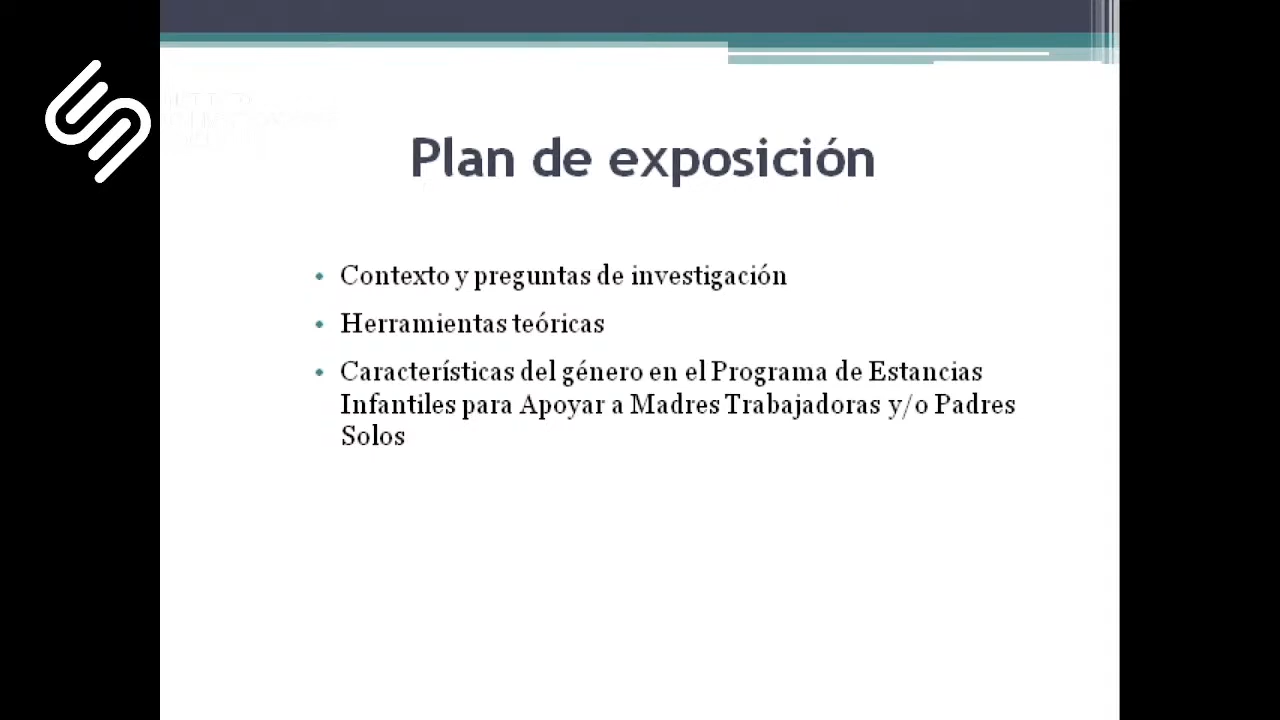 Plan de exposición
• Contexto y preguntas de investigación
• Herramientas teóricas
• Características del género en el Programa de Estancias
Infantiles para Apoyar a Madres Trabajadoras y/o Padres
Solos